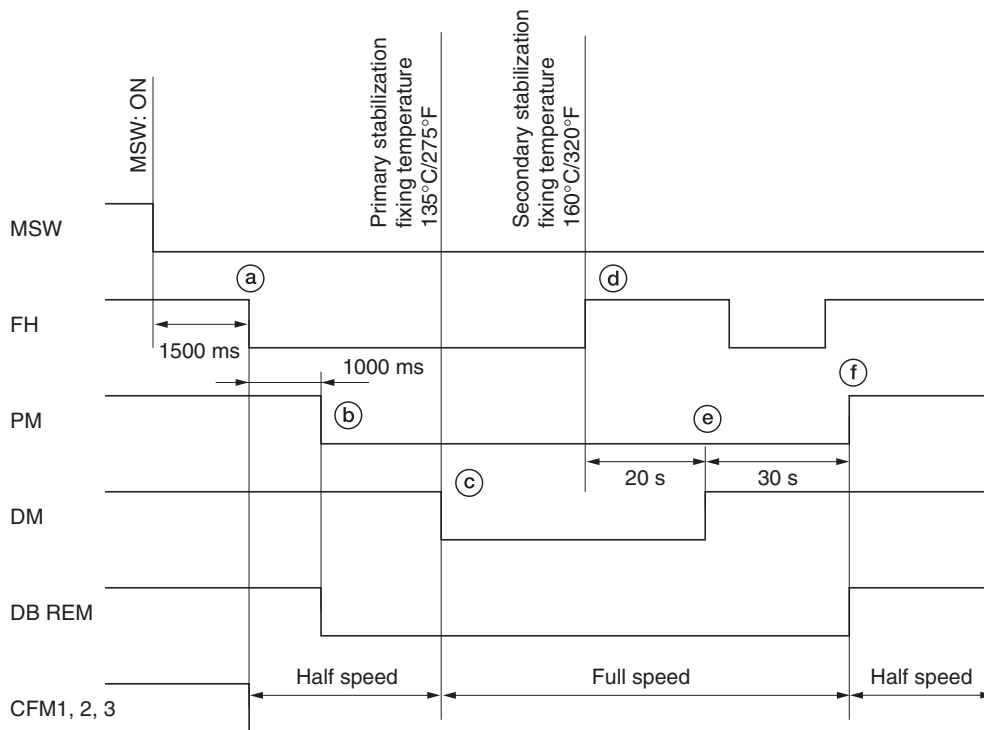 MSW: ON
Primary stabilization
fixing temperature
135°C/275°F
Secondary stabilization
fixing temperature
160°C/320°F
MSW
a
d
FH
1500 ms
1000 ms
f
PM
b
e
20 s
30 s
c
DM
DB REM
Half speed
Full speed
Half speed
CFM1, 2, 3